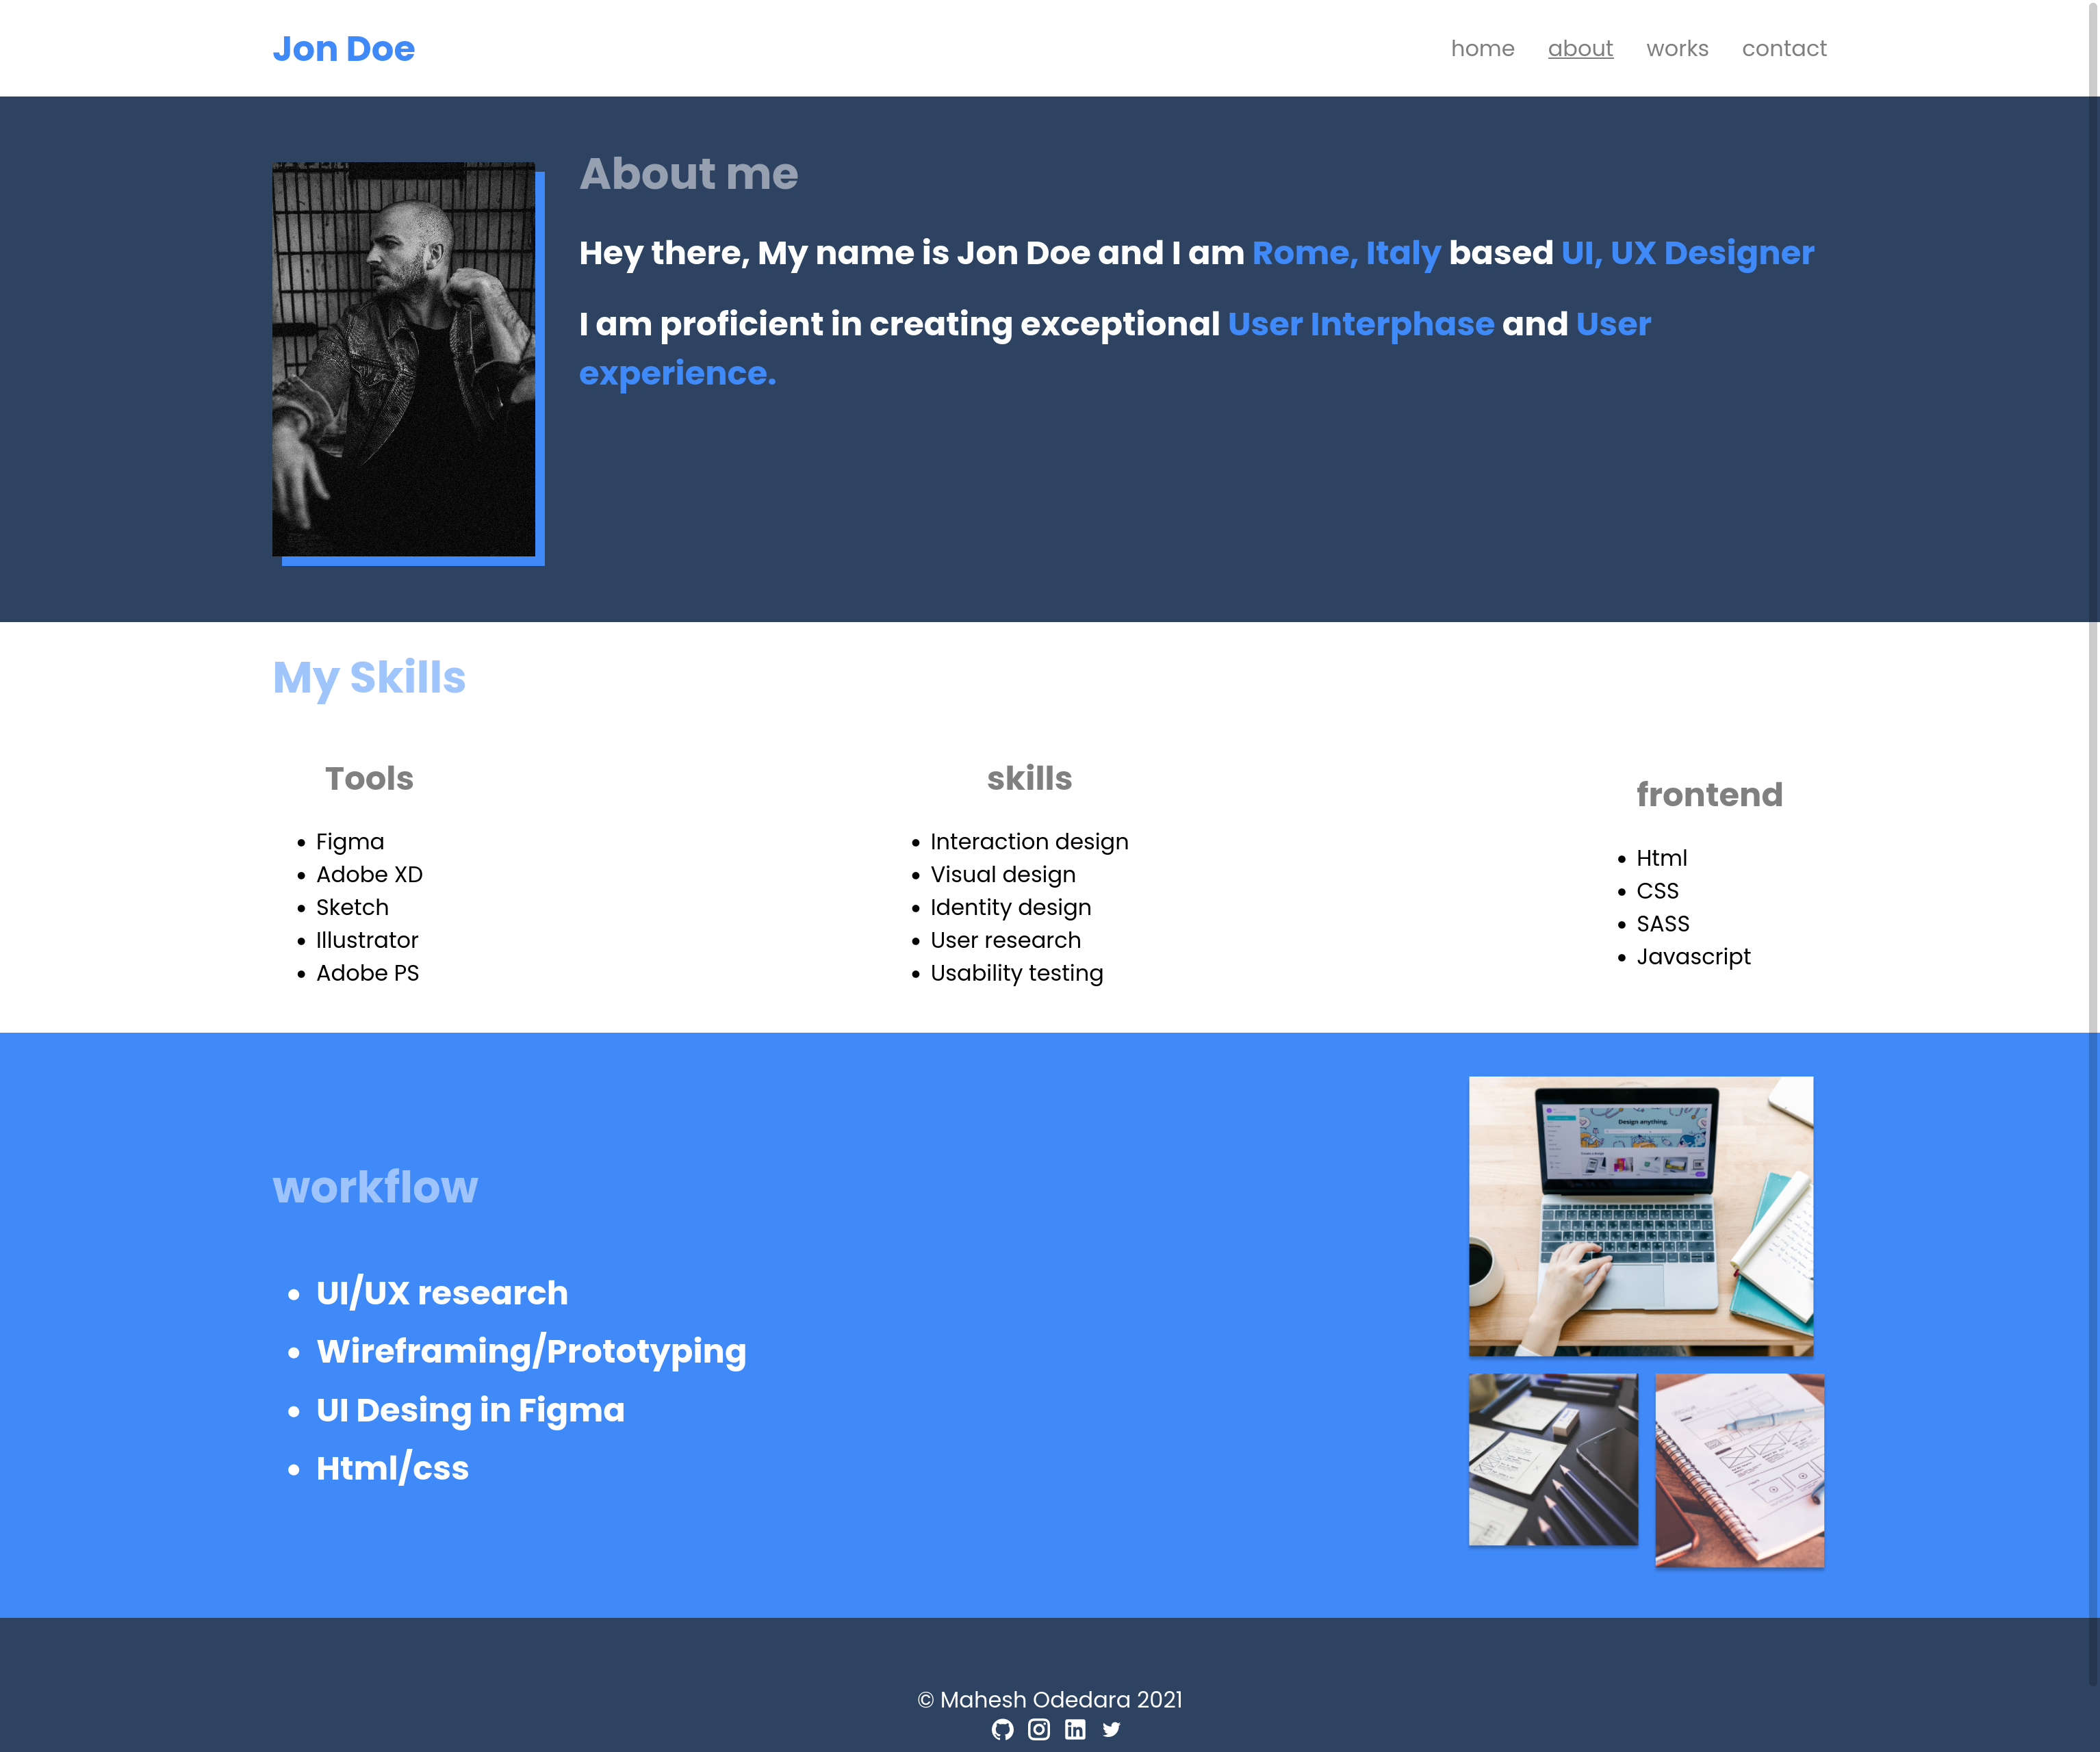 Jon Doe
home about works contact
About me
Hey there, My name is Jon Doe and I am Rome, Italy based UI, UX Designer
I am proficient in creating exceptional User Interphase and User
experience.
My Skills
Tools
Figma
Adobe XD
Sketch
Illustrator
Adobe PS
skills
Interaction design
Visual design
Identity design
User research
Usability testing
frontend
Html
CSS
SASS
Javascript
workflow
UI/UX research
Wireframing/Prototyping
UI Desing in Figma
Html/css
Design anything.
© Mahesh Odedara 2021